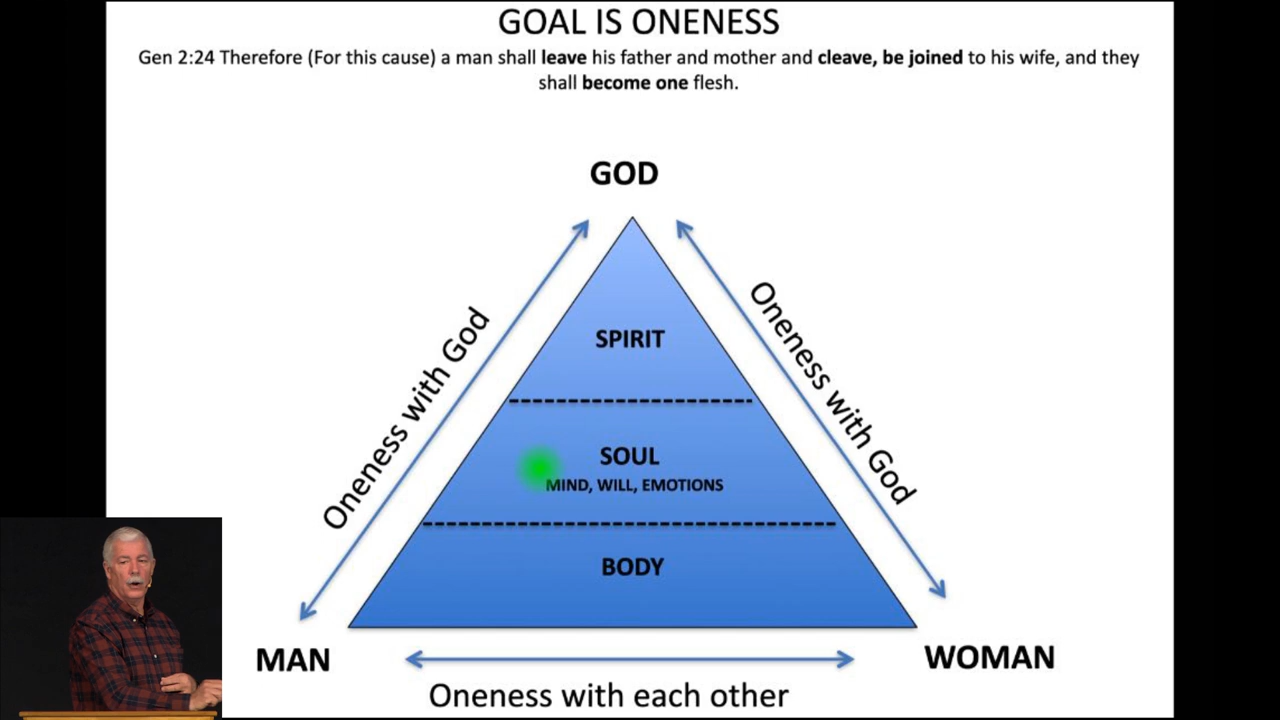 GOAL IS ONENESS
Gen 2:24 Therefore (For this cause) a man shall leave his father and mother and cleave, be joined to his wife, and they
shall become one flesh.
GOD
Oneness with God
Oneness with God
SPIRIT
SOUL
MIND, WILL, EMOTIONS
BODY
MAN
WOMAN
Oneness with each other